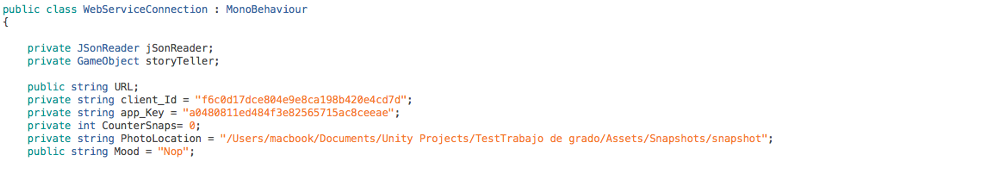 public class WebServiceConnection : MonoBehaviour
{
private JSonReader jSonReader;
private GameObject storyTeller;
public string URL;
private string client_Id = "f6c0d17dce804e9e8ca198b420e4cd7d";
private string app_Key = "a0480811ed484f3e82565715ac8ceeae";
private int CounterSnaps= 0;
private string PhotoLocation = "/Users/macbook/Documents/Unity Projects/TestTrabajo de grado/Assets/Snapshots/snapshot";
public string Mood = "Nop";